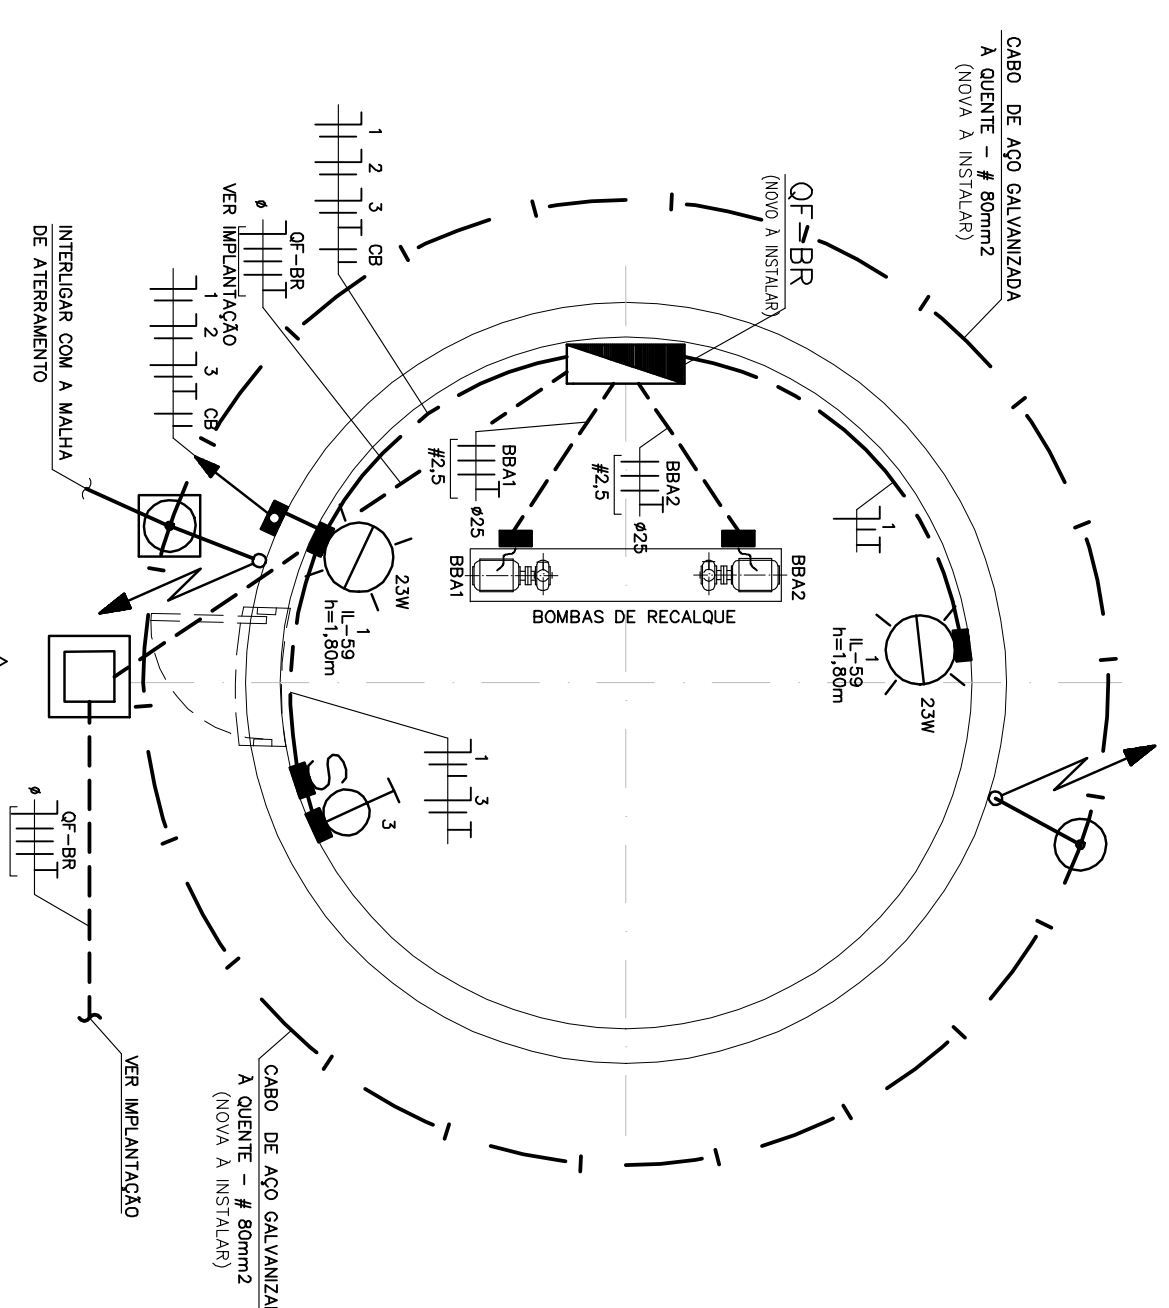 CABO DE AÇO GALVANIZADA
À QUENTE - # 80mm2
(NOVA À INSTALAR)
QF-BR
(NOVO À INSTALAR)
1 2 3 CB
QF-BR
ø
VER IMPLANTAÇÃO
1 2 3 CB
INTERLIGAR COM A MALHA
DE ATERRAMENTO
BBA1
#2,5
ø25
BBA2
#2,5
ø25
1
BBA1
BBA2
BOMBAS DE RECALQUE
23W
1
IL-59
h=1,80m
23W
1
IL-59
h=1,80m
1 3
3
QF-BR
ø
VER IMPLANTAÇÃO
CABO DE AÇO GALVANIZA
À QUENTE - # 80mm2
(NOVA À INSTALAR)